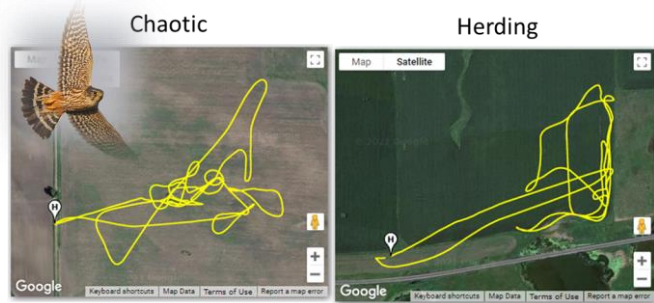 Chaotic
Herding
Map
Satellite
H
H
Google
Keyboard shortcuts
Map Data
Terms of Use
Report a map error
Google
Keyboard shortcuts
Map Data
Terms of Use
Report a map error